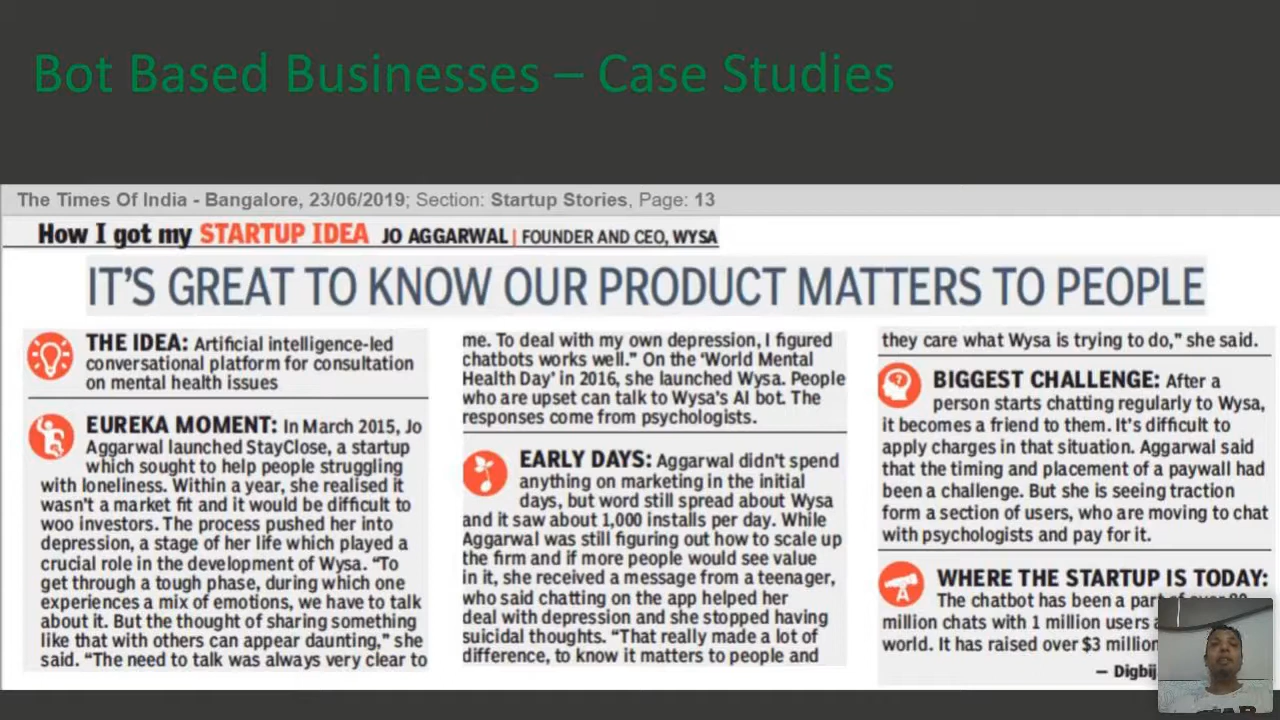 Bot Based Businesses – Case Studies
The Times Of India - Bangalore, 23/06/2019; Section: Startup Stories, Page: 13
How I got my STARTUP IDEA JO AGGARWAL | FOUNDER AND CEO, WYSA
IT'S GREAT TO KNOW OUR PRODUCT MATTERS TO PEOPLE
THE IDEA: Artificial intelligence-led
conversational platform for consultation
on mental health issues
EUREKA MOMENT: In March 2015, Jo
Aggarwal launched StayClose, a startup
which sought to help people struggling
with loneliness. Within a year, she realised it
wasn't a market fit and it would be difficult to
woo investors. The process pushed her into
depression, a stage of her life which played a
crucial role in the development of Wysa. “To
get through a tough phase, during which one
experiences a mix of emotions, we have to talk
about it. But the thought of sharing something
like that with others can appear daunting,” she
said. “The need to talk was always very clear to
me. To deal with my own depression, I figured
chatbots works well.” On the ‘World Mental
Health Day’ in 2016, she launched Wysa. People
who are upset can talk to Wysa's AI bot. The
responses come from psychologists.
EARLY DAYS: Aggarwal didn't spend
anything on marketing in the initial
days, but word still spread about Wysa
and it saw about 1,000 installs per day. While
Aggarwal was still figuring out how to scale up
the firm and if more people would see value
in it, she received a message from a teenager,
who said chatting on the app helped her
deal with depression and she stopped having
suicidal thoughts. “That really made a lot of
difference, to know it matters to people and
they care what Wysa is trying to do,” she said.
BIGGEST CHALLENGE: After a
person starts chatting regularly to Wysa,
it becomes a friend to them. It's difficult to
apply charges in that situation. Aggarwal said
that the timing and placement of a paywall had
been a challenge. But she is seeing traction
form a section of users, who are moving to chat
with psychologists and pay for it.
WHERE THE STARTUP IS TODAY:
The chatbot has been a part
million chats with 1 million users
world. It has raised over $3 million